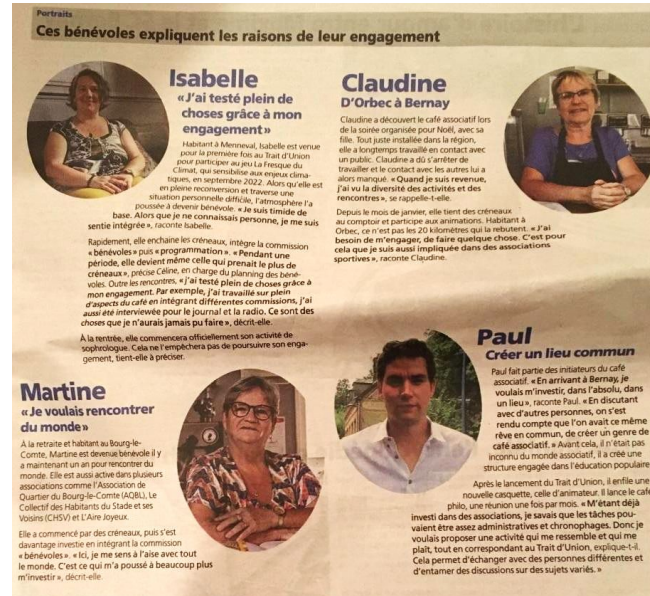 Portraits
Ces bénévoles expliquent les raisons de leur engagement
Isabelle
« J'ai testé plein de
choses grâce à mon
engagement »
Habitant à Menneval, Isabelle est venue
pour la première fois au Trait d'Union
pour participer au jeu La Fresque du
Climat, qui sensibilise aux enjeux clima-
tiques, en septembre 2022. Alors qu'elle est
en pleine reconversion et traverse une
situation personnelle difficile, l'atmosphère l'a
poussée à devenir bénévole. « Je suis timide de
base. Alors que je ne connaissais personne, je me suis
sentie intégrée », raconte Isabelle.
Rapidement, elle enchaine les créneaux, intègre la commission
« bénévoles » puis « programmation ». « Pendant une
période, elle devient même celle qui prenait le plus de
créneaux », précise Céline, en charge du planning des béné-
voles. Outre les rencontres, « j'ai testé plein de choses grâce à
mon engagement. Par exemple, j'ai travaillé sur plein
d'aspects du café en intégrant différentes commissions, j'ai
aussi été interviewée pour le journal et la radio. Ce sont des
choses que je n'aurais jamais pu faire », décrit-elle.
À la rentrée, elle commencera officiellement son activité de
sophrologue. Cela ne l'empêchera pas de poursuivre son enga-
gement, tient-elle à préciser.
Claudine
D'Orbec à Bernay
Claudine a découvert le café associatif lors
de la soirée organisée pour Noël, avec sa
fille. Tout juste installée dans la région,
elle a longtemps travaillé en contact avec
un public. Claudine a dû s'arrêter de
travailler et le contact avec les autres lui a
alors manqué. « Quand je suis revenue,
j'ai vu la diversité des activités et des
rencontres », se rappelle-t-elle.
Depuis le mois de janvier, elle tient des créneaux
au comptoir et participe aux animations. Habitant à
Orbec, ce n'est pas les 20 kilomètres qui la rebutent. « J'ai
besoin de m'engager, de faire quelque chose. C'est pour
cela que je suis aussi impliquée dans des associations
sportives », raconte Claudine.
Martine
« Je voulais rencontrer
du monde »
À la retraite et habitant au Bourg-le-
Comte, Martine est devenue bénévole il y
a maintenant un an pour rencontrer du
monde. Elle est aussi active dans plusieurs
associations comme l'Association de
Quartier du Bourg-le-Comte (AQBL), Le
Collectif des Habitants du Stade et ses
Voisins (CHSV) et L'Aire Joyeux.
Elle a commencé par des créneaux, puis s'est
davantage investie en intégrant la commission
« bénévoles ». « Ici, je me sens à l'aise avec tout
le monde. C'est ce qui m'a poussé à beaucoup plus
m'investir », décrit-elle.
Paul
Créer un lieu commun
Paul fait partie des initiateurs du café
associatif. « En arrivant à Bernay, je
voulais m'investir, dans l'absolu, dans
un lieu », raconte Paul. « En discutant
avec d'autres personnes, on s'est
rendu compte que l'on avait ce même
rêve en commun, de créer un genre de
café associatif. » Avant cela, il n'était pas
inconnu du monde associatif, il a créé une
structure engagée dans l'éducation populaire.
Après le lancement du Trait d'Union, il enfile une
nouvelle casquette, celle d'animateur. Il lance le café
philo, une réunion une fois par mois. « M'étant déjà
investi dans des associations, je savais que les tâches pou-
vaient être assez administratives et chronophages. Donc je
voulais proposer une activité qui me ressemble et qui me
plaît, tout en correspondant au Trait d'Union, explique-t-il.
Cela permet d'échanger avec des personnes différentes et
d'entamer des discussions sur des sujets variés. »